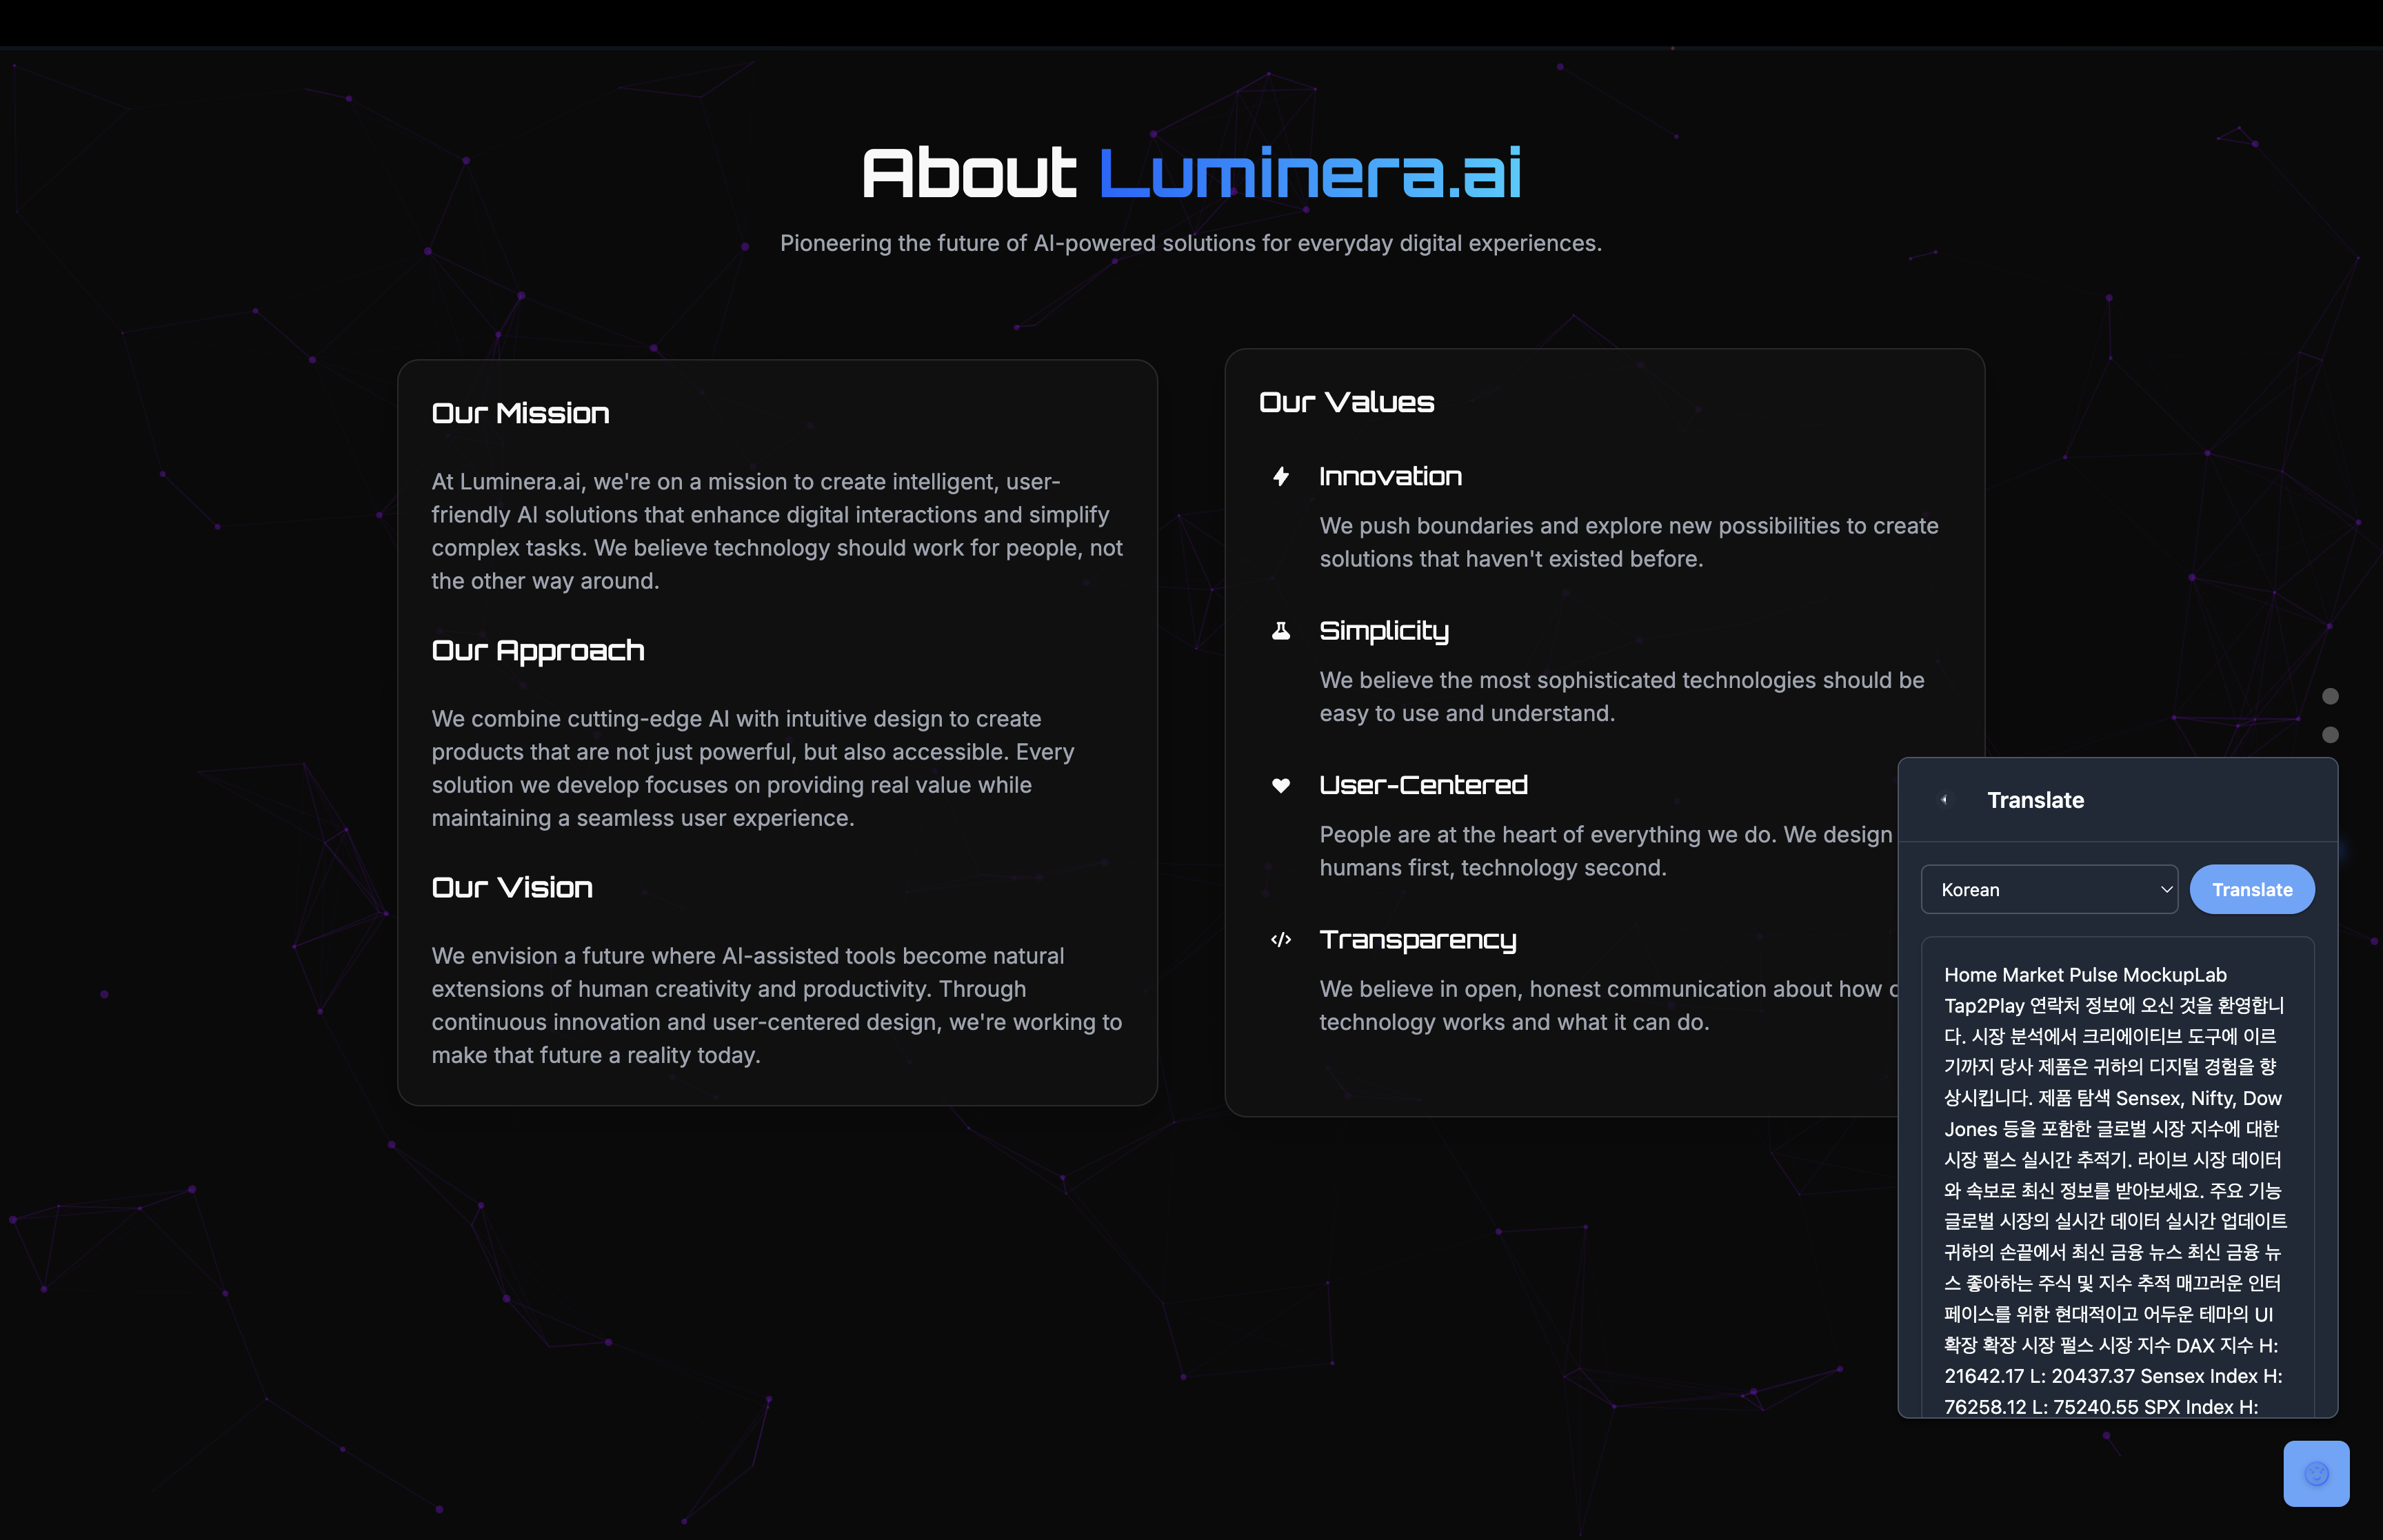 About Luminera.ai
Pioneering the future of AI-powered solutions for everyday digital experiences.
Our Mission
At Luminera.ai, we're on a mission to create intelligent, user-
friendly AI solutions that enhance digital interactions and simplify
complex tasks. We believe technology should work for people, not
the other way around.
Our Approach
We combine cutting-edge AI with intuitive design to create
products that are not just powerful, but also accessible. Every
solution we develop focuses on providing real value while
maintaining a seamless user experience.
Our Vision
We envision a future where AI-assisted tools become natural
extensions of human creativity and productivity. Through
continuous innovation and user-centered design, we're working to
make that future a reality today.
Our Values
Innovation
We push boundaries and explore new possibilities to create
solutions that haven't existed before.
Simplicity
We believe the most sophisticated technologies should be
easy to use and understand.
User-Centered
People are at the heart of everything we do. We design
humans first, technology second.
Transparency
We believe in open, honest communication about how
technology works and what it can do.
Translate
Korean
Translate
Home Market Pulse MockupLab
Tap2Play 연락처 정보에 오신 것을 환영합니
다. 시장 분석에서 크리에이티브 도구에 이르
기까지 당사 제품은 귀하의 디지털 경험을 향
상시킵니다. 제품 탐색 Sensex, Nifty, Dow
Jones 등을 포함한 글로벌 시장 지수에 대한
시장 펄스 실시간 추적기. 라이브 시장 데이터
와 속보로 최신 정보를 받아보세요. 주요 기능
글로벌 시장의 실시간 데이터 실시간 업데이트
귀하의 손끝에서 최신 금융 뉴스 최신 금융 뉴
스 좋아하는 주식 및 지수 추적 매끄러운 인터
페이스를 위한 현대적이고 어두운 테마의 UI
확장 확장 시장 펄스 시장 지수 DAX 지수 H:
21642.17 L: 20437.37 Sensex Index H:
76258.12 L: 75240.55 SPX Index H: